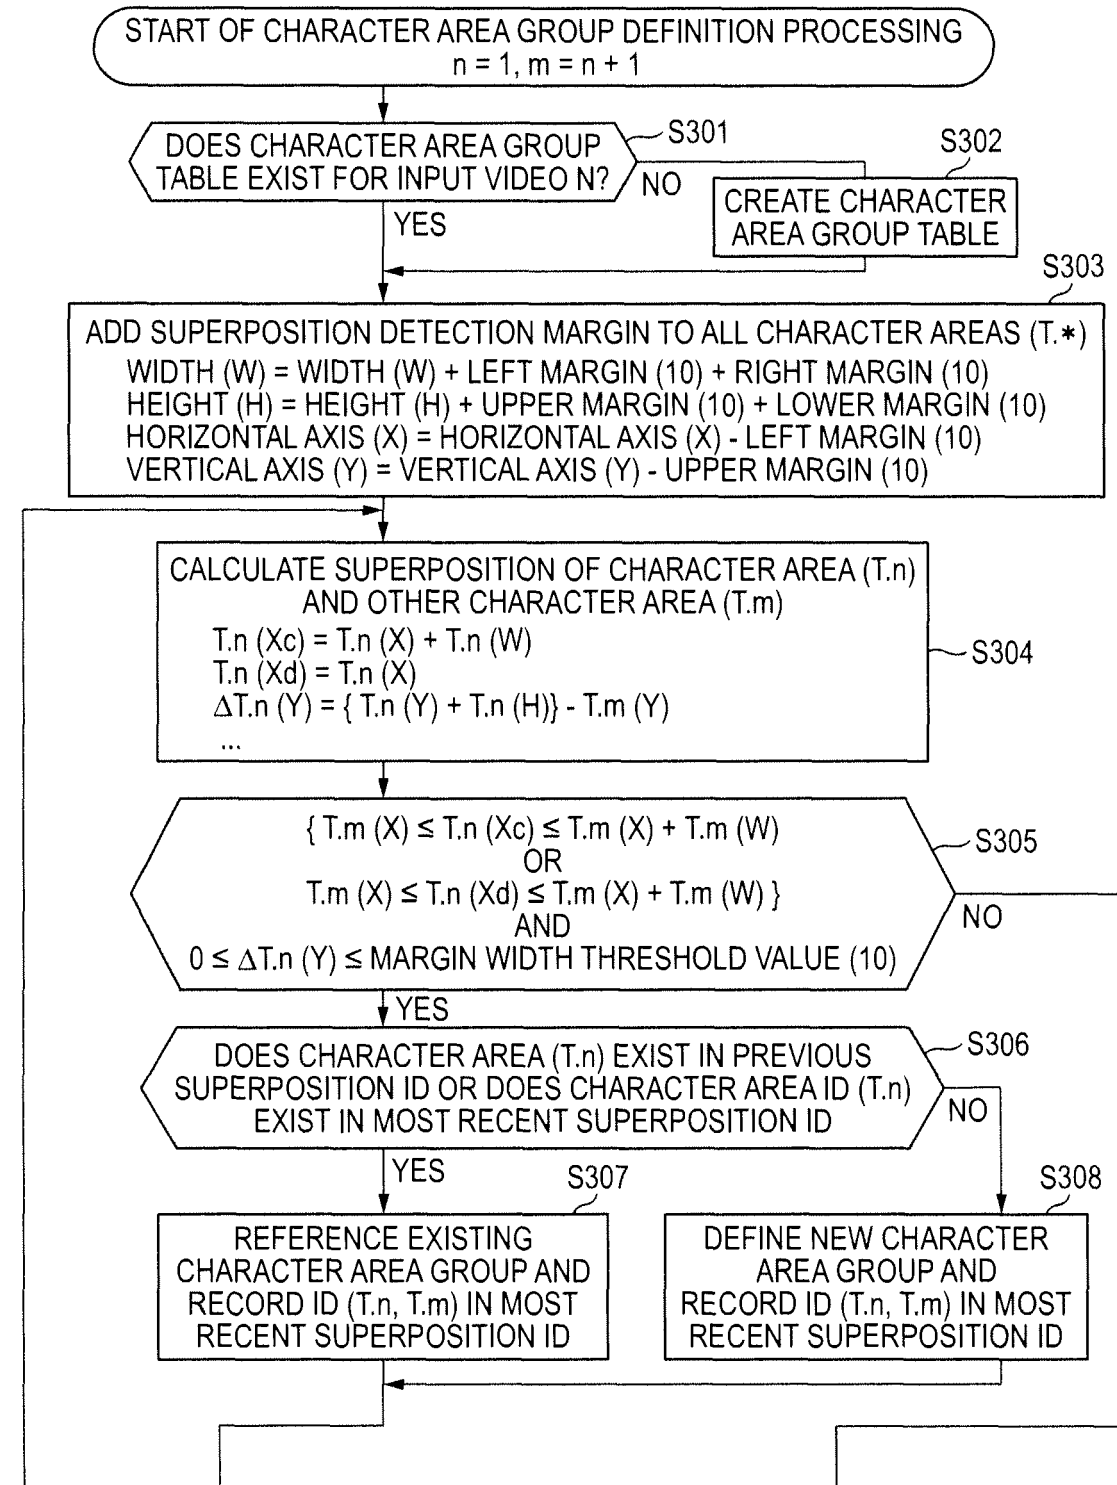 START OF CHARACTER AREA GROUP DEFINITION PROCESSING
n = 1, m = n + 1
DOES CHARACTER AREA GROUP
TABLE EXIST FOR INPUT VIDEO N?
S301
NO
YES
S302
CREATE CHARACTER
AREA GROUP TABLE
S303
ADD SUPERPOSITION DETECTION MARGIN TO ALL CHARACTER AREAS (T.*)
WIDTH (W) = WIDTH (W) + LEFT MARGIN (10) + RIGHT MARGIN (10)
HEIGHT (H) = HEIGHT (H) + UPPER MARGIN (10) + LOWER MARGIN (10)
HORIZONTAL AXIS (X) = HORIZONTAL AXIS (X) - LEFT MARGIN (10)
VERTICAL AXIS (Y) = VERTICAL AXIS (Y) - UPPER MARGIN (10)
CALCULATE SUPERPOSITION OF CHARACTER AREA (T.n)
AND OTHER CHARACTER AREA (T.m)
T.n (Xc) = T.n (X) + T.n (W)
T.n (Xd) = T.n (X)
ΔT.n (Y) = { T.n (Y) + T.n (H)} - T.m (Y)
...
S304
{ T.m (X) ≤ T.n (Xc) ≤ T.m (X) + T.m (W)
OR
T.m (X) ≤ T.n (Xd) ≤ T.m (X) + T.m (W) }
AND
0 ≤ ΔT.n (Y) ≤ MARGIN WIDTH THRESHOLD VALUE (10)
S305
NO
YES
DOES CHARACTER AREA (T.n) EXIST IN PREVIOUS
SUPERPOSITION ID OR DOES CHARACTER AREA ID (T.n)
EXIST IN MOST RECENT SUPERPOSITION ID
S306
NO
YES
S307
REFERENCE EXISTING
CHARACTER AREA GROUP AND
RECORD ID (T.n, T.m) IN MOST
RECENT SUPERPOSITION ID
S308
DEFINE NEW CHARACTER
AREA GROUP AND
RECORD ID (T.n, T.m) IN MOST
RECENT SUPERPOSITION ID